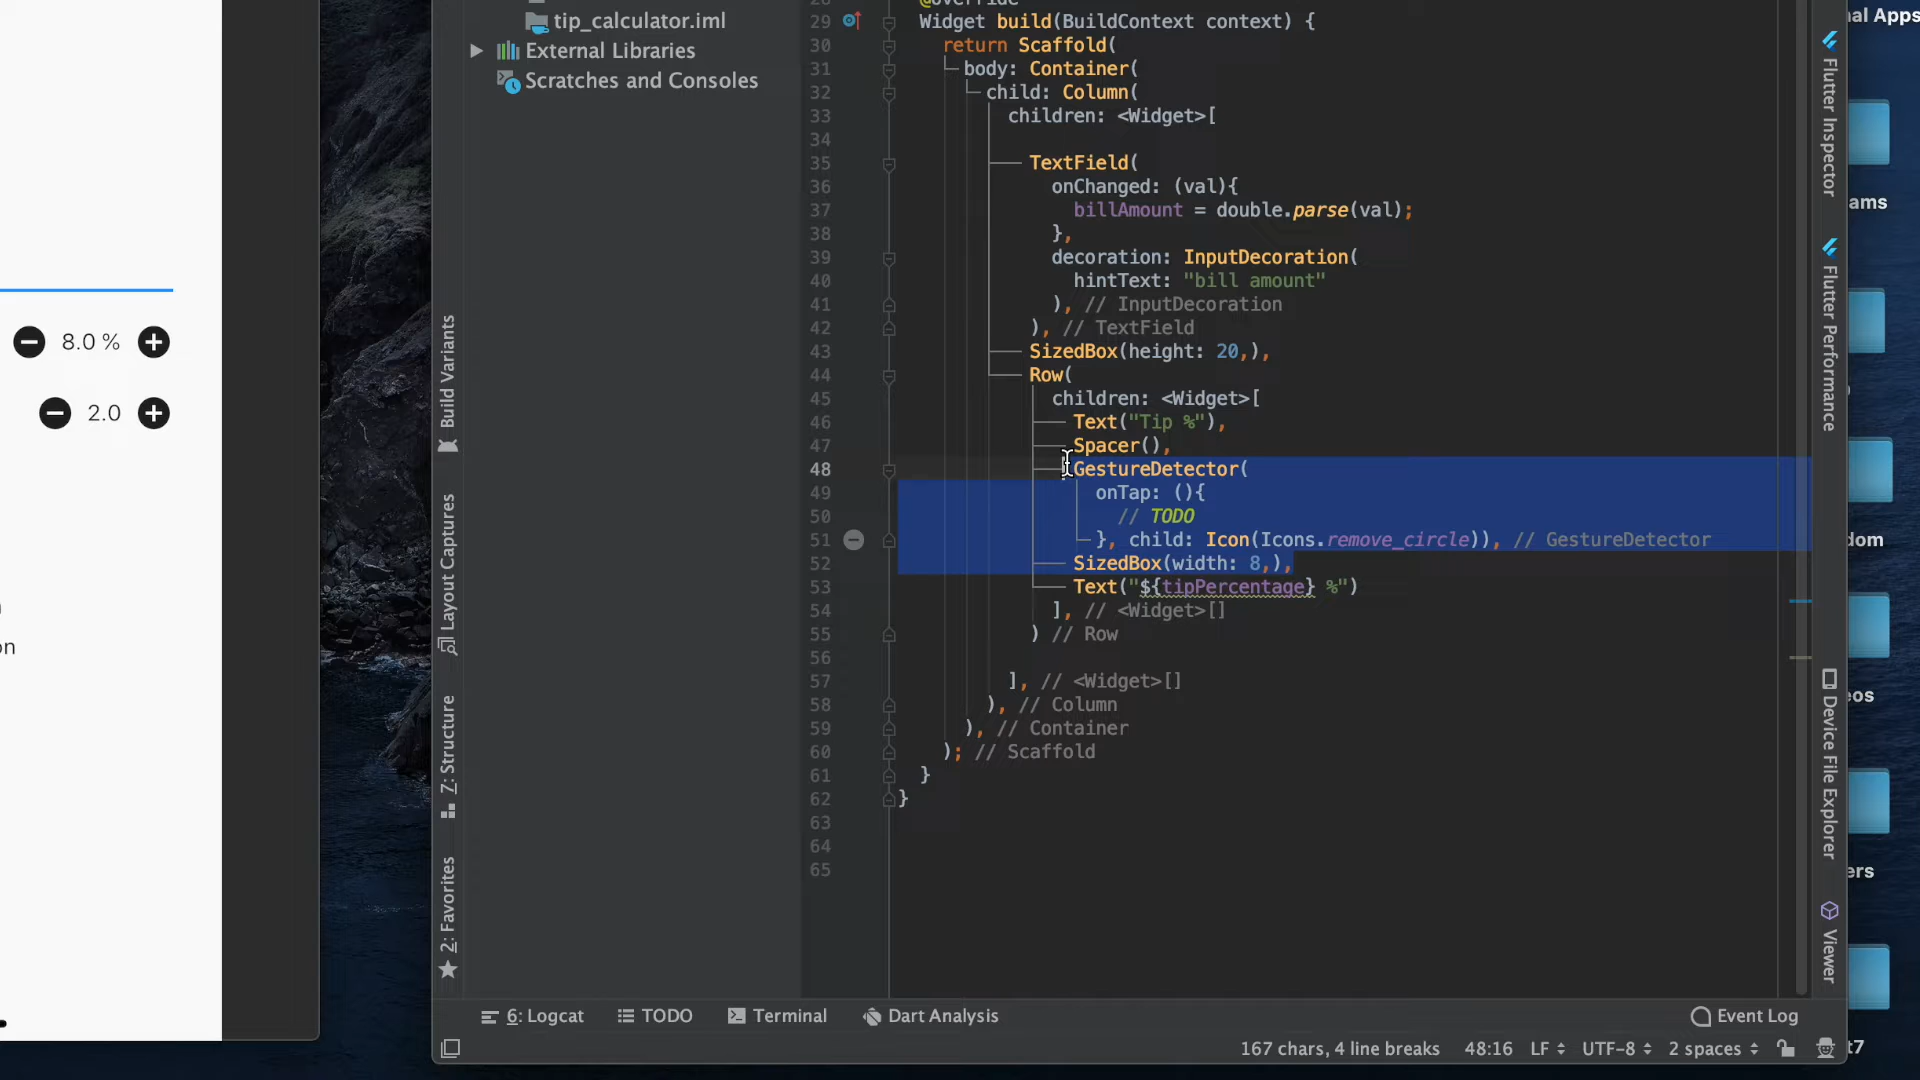 8.0 %
2.0
on
tip_calculator.iml
External Libraries
Scratches and Consoles
Build Variants
Layout Captures
7: Structure
2: Favorites
29 Widget build(BuildContext context) {
30 return Scaffold(
31 body: Container(
32 child: Column(
33 children: <Widget>[
34
35 TextField(
36 onChanged: (val){
37 billAmount = double.parse(val);
38 },
39 decoration: InputDecoration(
40 hintText: "bill amount"
41 ), // InputDecoration
42 ), // TextField
43 SizedBox(height: 20,),
44 Row(
45 children: <Widget>[
46 Text("Tip %"),
47 Spacer(),
48 GestureDetector(
49 onTap: (){
50 // TODO
51 }, child: Icon(Icons.remove_circle)), // GestureDetector
52 SizedBox(width: 8,),
53 Text("${tipPercentage} %")
54 ], // <Widget>[]
55 ) // Row
56
57 ], // <Widget>[]
58 ), // Column
59 ), // Container
60 ); // Scaffold
61 }
62 }
63
64
65
Flutter Inspector
Flutter Performance
Device File Explorer
Viewer
nal Apps
ams
dom
eos
ers
t7
6: Logcat
TODO
Terminal
Dart Analysis
Event Log
167 chars, 4 line breaks
48:16
LF
UTF-8
2 spaces